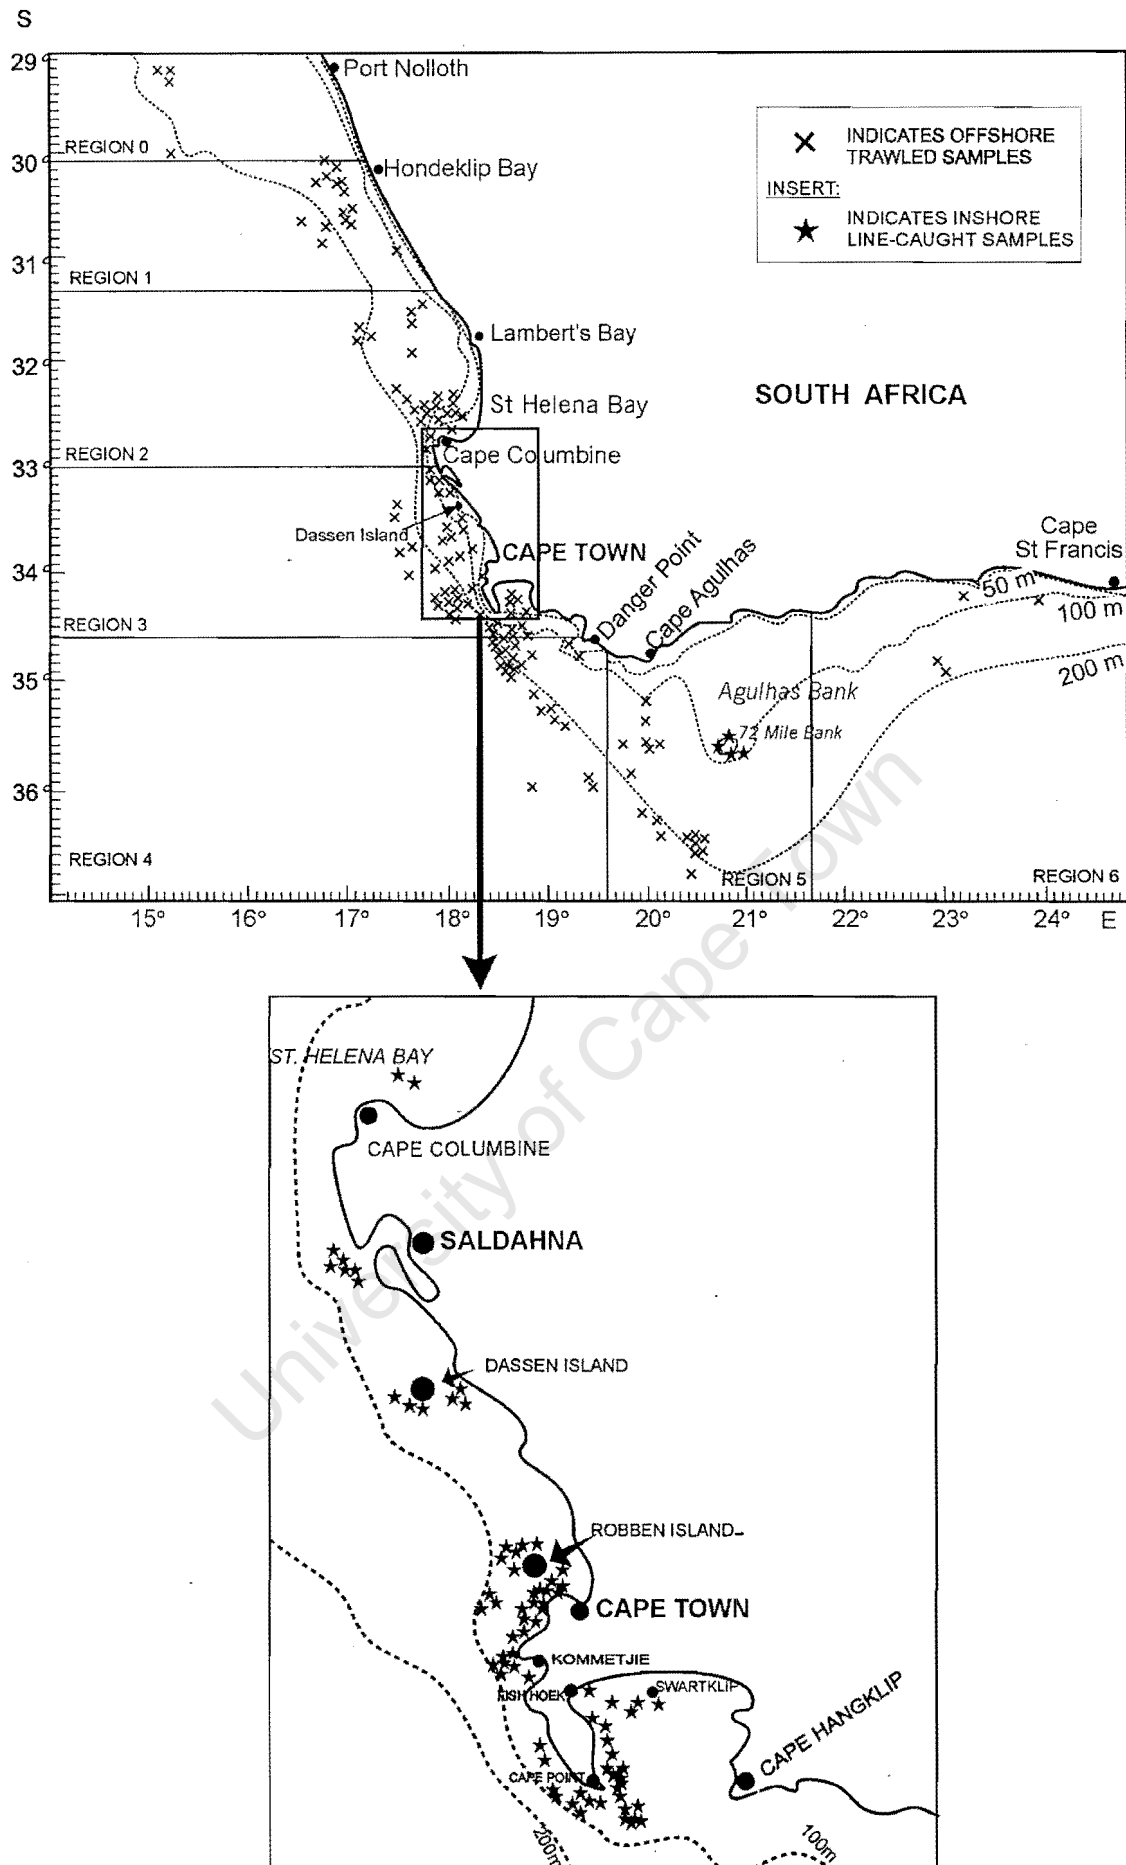 S
29°
Port Nolloth
INDICATES OFFSHORE
TRAWLED SAMPLES
REGION 0
30°
Hondeklip Bay
INSERT:
INDICATES INSHORE
LINE-CAUGHT SAMPLES
31°
REGION 1
Lambert's Bay
32°
SOUTH AFRICA
St Helena Bay
REGION 2
Cape Columbine
33°
Dassen Island
CAPE TOWN
Cape
St Francis
34°
Danger Point
Cape Agulhas
50 m
100 m
REGION 3
200 m
35°
Agulhas Bank
72 Mile Bank
36°
REGION 4
REGION 5
REGION 6
15° 16° 17° 18° 19° 20° 21° 22° 23° 24° E
ST. HELENA BAY
CAPE COLUMBINE
SALDAHNA
DASSEN ISLAND
ROBBEN ISLAND
CAPE TOWN
KOMMETJIE
FISH HOEK
SWARTKLIP
CAPE HANGKLIP
CAPE POINT
200m
100m
University of Cape Town